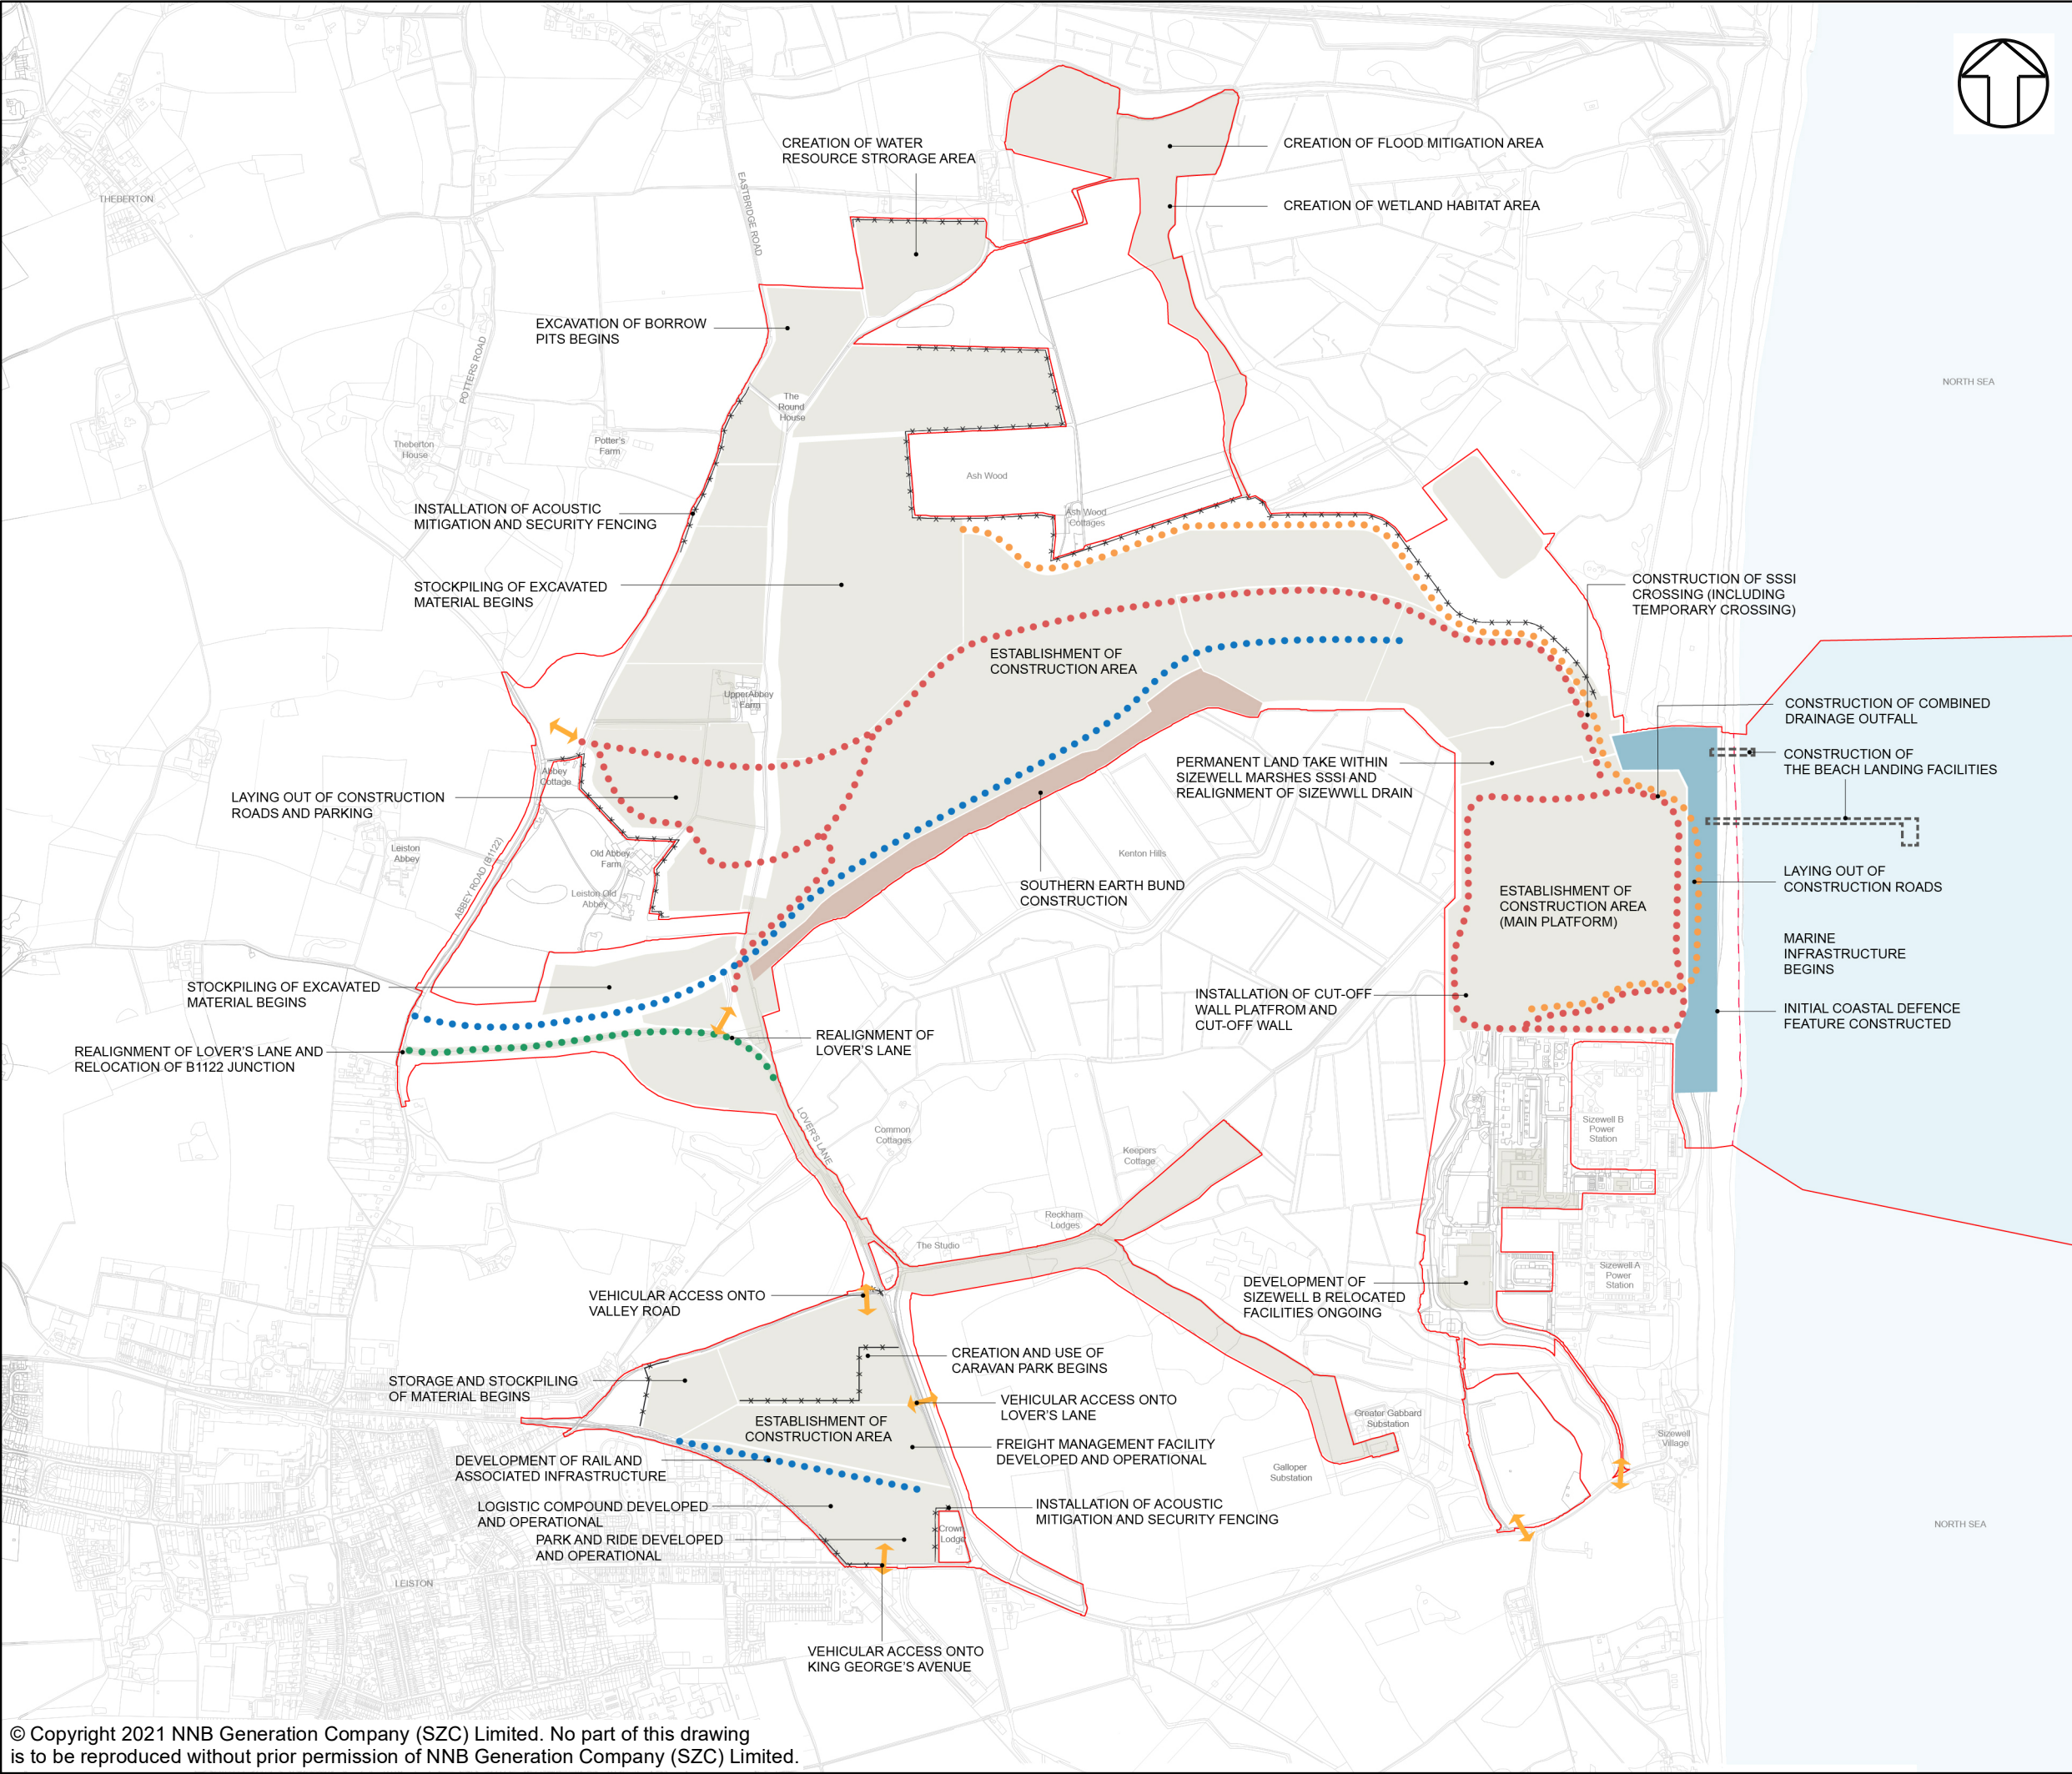 CREATION OF WATER
RESOURCE STRORAGE AREA
CREATION OF FLOOD MITIGATION AREA
CREATION OF WETLAND HABITAT AREA
THEBERTON
EASTBRIDGE ROAD
POTTERS ROAD
EXCAVATION OF BORROW
PITS BEGINS
NORTH SEA
The
Round
House
Theberton
House
Potter's
Farm
Ash Wood
INSTALLATION OF ACOUSTIC
MITIGATION AND SECURITY FENCING
Ash Wood
Cottages
STOCKPILING OF EXCAVATED
MATERIAL BEGINS
CONSTRUCTION OF SSSI
CROSSING (INCLUDING
TEMPORARY CROSSING)
ESTABLISHMENT OF
CONSTRUCTION AREA
Upper Abbey
Farm
CONSTRUCTION OF COMBINED
DRAINAGE OUTFALL
CONSTRUCTION OF
THE BEACH LANDING FACILITIES
PERMANENT LAND TAKE WITHIN
SIZEWELL MARSHES SSSI AND
REALIGNMENT OF SIZEWWLL DRAIN
Abbey
Cottage
LAYING OUT OF CONSTRUCTION
ROADS AND PARKING
Leiston
Abbey
ABBEY ROAD (B1122)
Old Abbey
Farm
Leiston Old
Abbey
Kenton Hills
SOUTHERN EARTH BUND
CONSTRUCTION
ESTABLISHMENT OF
CONSTRUCTION AREA
(MAIN PLATFORM)
LAYING OUT OF
CONSTRUCTION ROADS
MARINE
INFRASTRUCTURE
BEGINS
STOCKPILING OF EXCAVATED
MATERIAL BEGINS
INSTALLATION OF CUT-OFF
WALL PLATFROM AND
CUT-OFF WALL
INITIAL COASTAL DEFENCE
FEATURE CONSTRUCTED
REALIGNMENT OF LOVER'S LANE AND
RELOCATION OF B1122 JUNCTION
REALIGNMENT OF
LOVER'S LANE
LOVER'S LANE
Common
Cottages
Keepers
Cottage
Sizewell B
Power
Station
Reckham
Lodges
The Studio
Sizewell A
Power
Station
VEHICULAR ACCESS ONTO
VALLEY ROAD
DEVELOPMENT OF
SIZEWELL B RELOCATED
FACILITIES ONGOING
CREATION AND USE OF
CARAVAN PARK BEGINS
STORAGE AND STOCKPILING
OF MATERIAL BEGINS
VEHICULAR ACCESS ONTO
LOVER'S LANE
ESTABLISHMENT OF
CONSTRUCTION AREA
Greater Gabbard
Substation
Sizewell
Village
FREIGHT MANAGEMENT FACILITY
DEVELOPED AND OPERATIONAL
DEVELOPMENT OF RAIL AND
ASSOCIATED INFRASTRUCTURE
Galloper
Substation
LOGISTIC COMPOUND DEVELOPED
AND OPERATIONAL
INSTALLATION OF ACOUSTIC
MITIGATION AND SECURITY FENCING
Crown
Lodge
PARK AND RIDE DEVELOPED
AND OPERATIONAL
NORTH SEA
LEISTON
VEHICULAR ACCESS ONTO
KING GEORGE'S AVENUE
© Copyright 2021 NNB Generation Company (SZC) Limited. No part of this drawing
is to be reproduced without prior permission of NNB Generation Company (SZC) Limited.